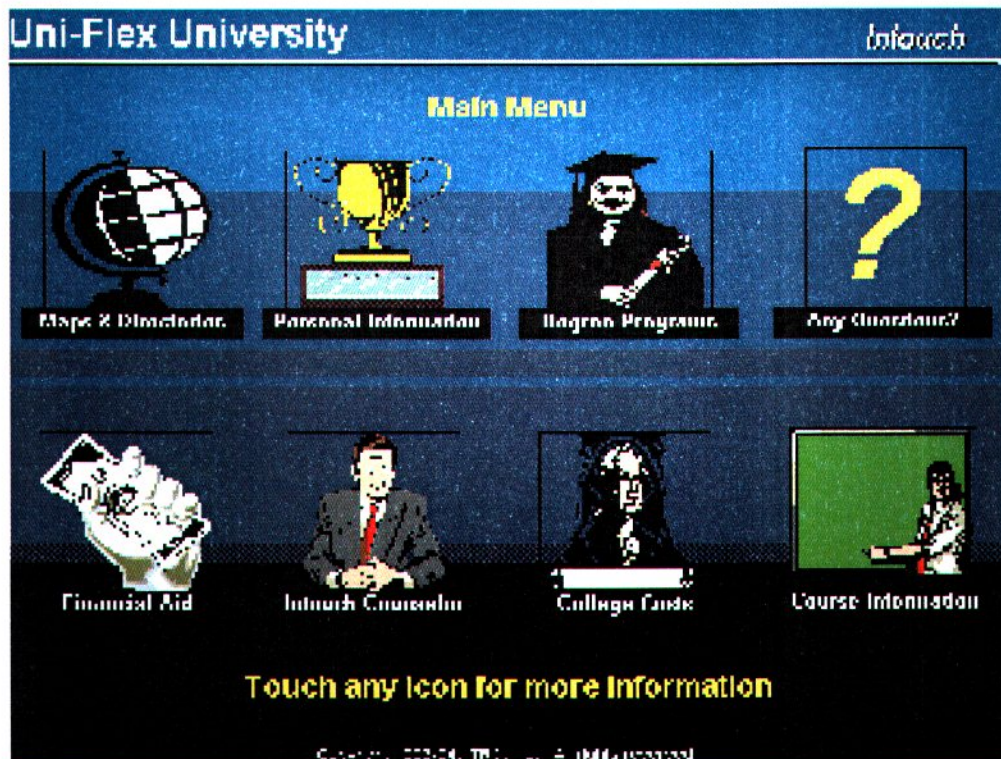 Uni-Flex University
Intouch
Main Menu
Maps & Directories
Personal Information
Degree Programs
Any Questions?
Financial Aid
Intouch Counselor
College Guide
Course Information
Touch any icon for more information